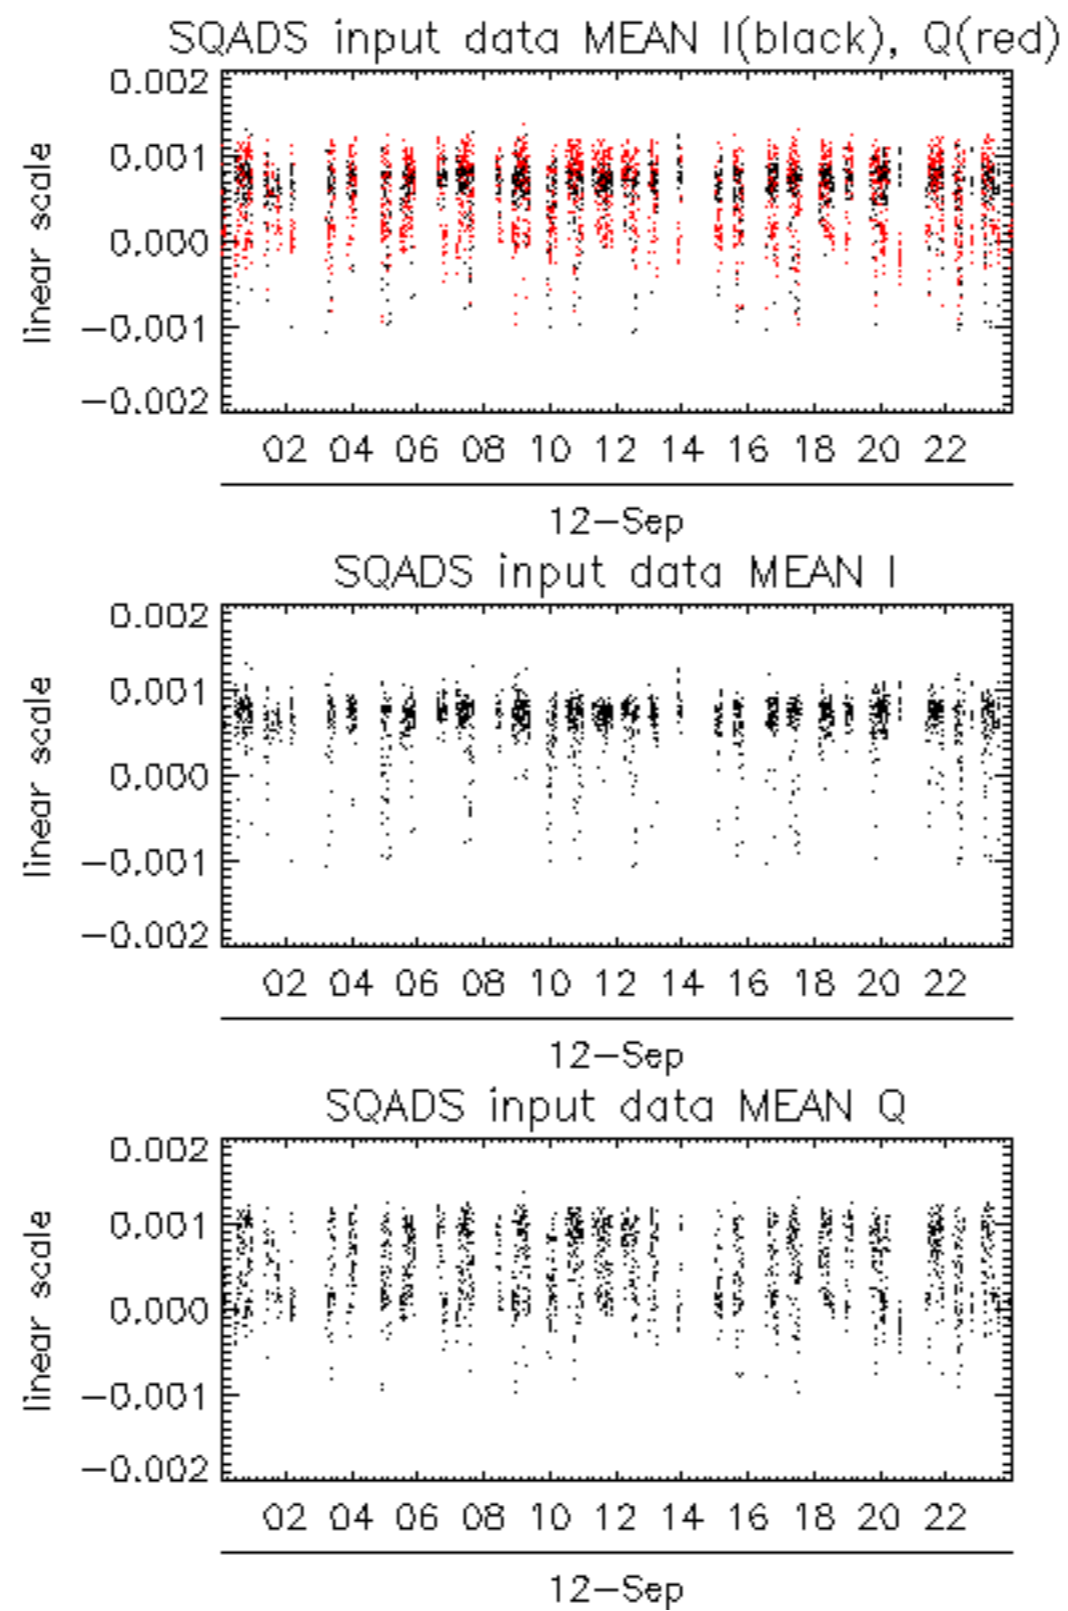 SQADS input data MEAN I(black), Q(red)
0.002
0.001
0.000
−0.001
−0.002
linear scale
02 04 06 08 10 12 14 16 18 20 22
12−Sep
SQADS input data MEAN I
0.002
0.001
0.000
−0.001
−0.002
linear scale
02 04 06 08 10 12 14 16 18 20 22
12−Sep
SQADS input data MEAN Q
0.002
0.001
0.000
−0.001
−0.002
linear scale
02 04 06 08 10 12 14 16 18 20 22
12−Sep